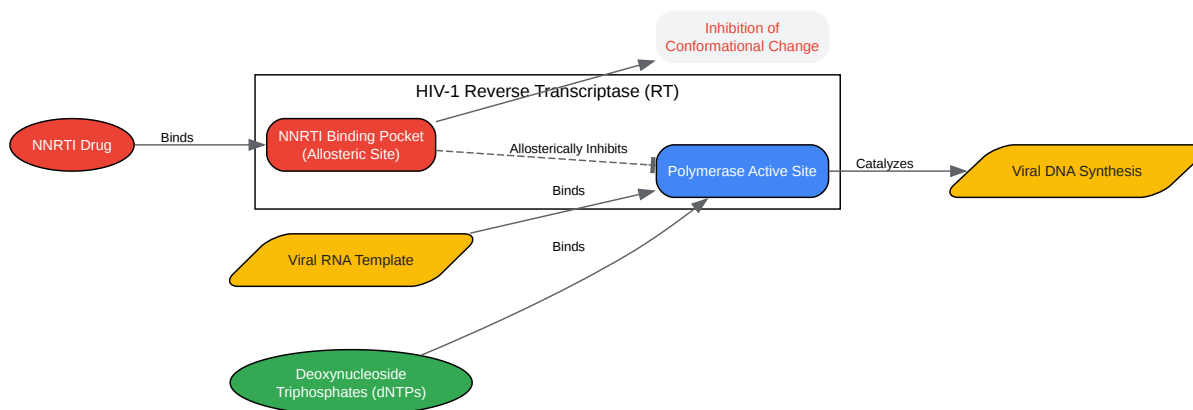 Inhibition of
Conformational Change
HIV-1 Reverse Transcriptase (RT)
NNRTI Drug
Binds
NNRTI Binding Pocket
(Allosteric Site)
Allosterically Inhibits
Polymerase Active Site
Catalyzes
Viral DNA Synthesis
Binds
Viral RNA Template
Binds
Deoxynucleoside
Triphosphates (dNTPs)